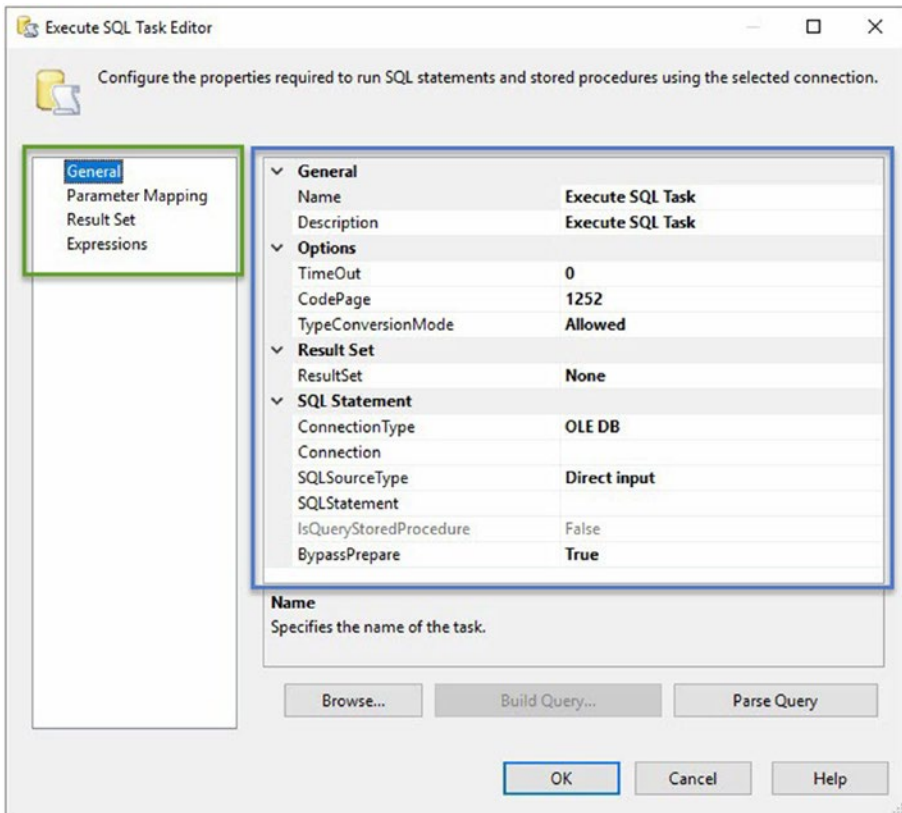 Execute SQL Task Editor
Configure the properties required to run SQL statements and stored procedures using the selected connection.
General
Parameter Mapping
Result Set
Expressions
General
Name Execute SQL Task
Description Execute SQL Task
Options
TimeOut 0
CodePage 1252
TypeConversionMode Allowed
Result Set
ResultSet None
SQL Statement
ConnectionType OLE DB
Connection
SQLSourceType Direct input
SQLStatement
IsQueryStoredProcedure False
BypassPrepare True
Name
Specifies the name of the task.
Browse... Build Query... Parse Query
OK Cancel Help